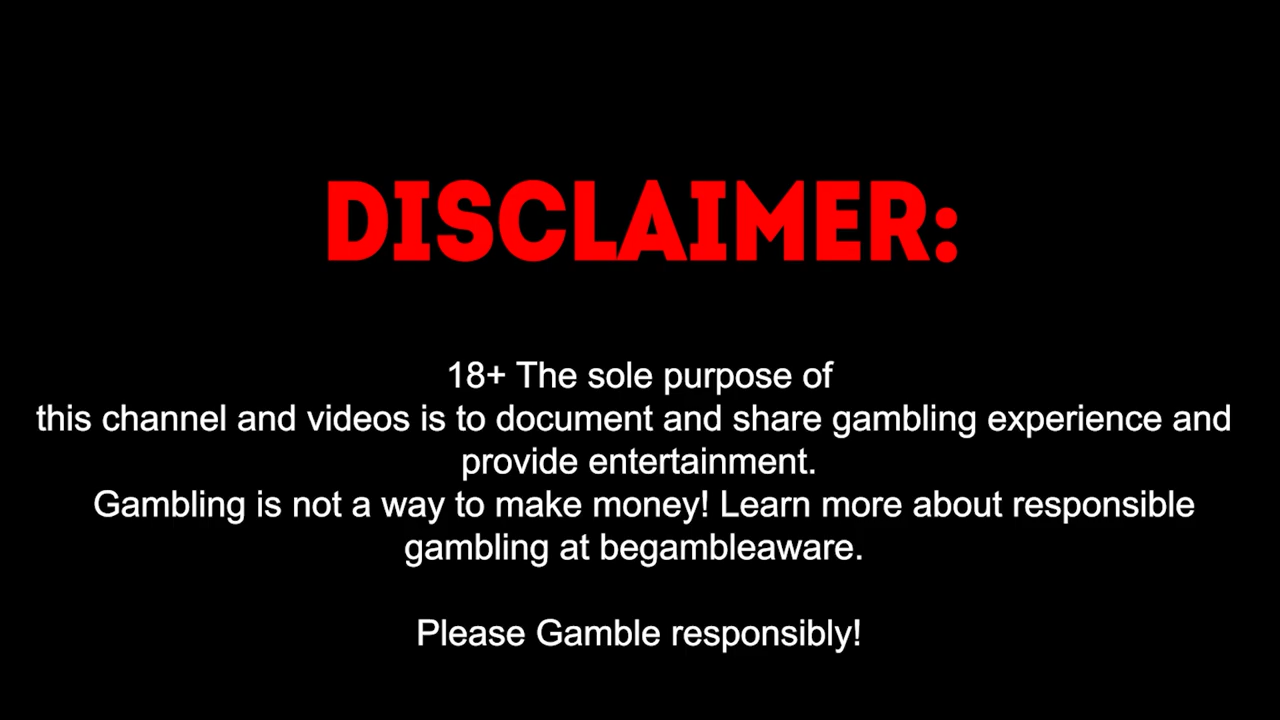 DISCLAIMER:
18+ The sole purpose of
this channel and videos is to document and share gambling experience and
provide entertainment.
Gambling is not a way to make money! Learn more about responsible
gambling at begambleaware.
Please Gamble responsibly!